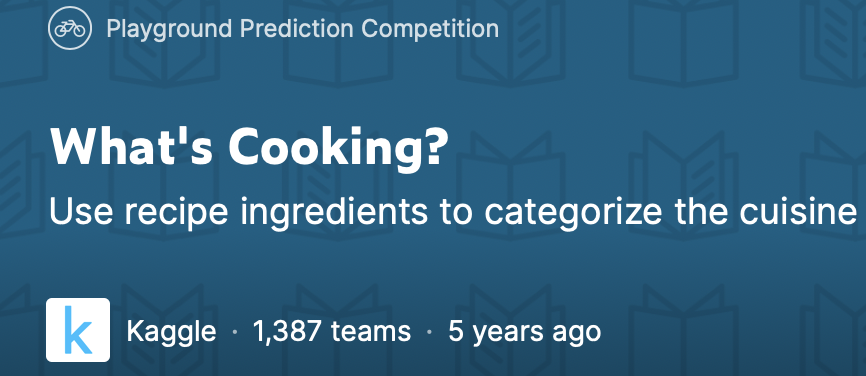 Playground Prediction Competition
What's Cooking?
Use recipe ingredients to categorize the cuisine
k Kaggle · 1,387 teams · 5 years ago